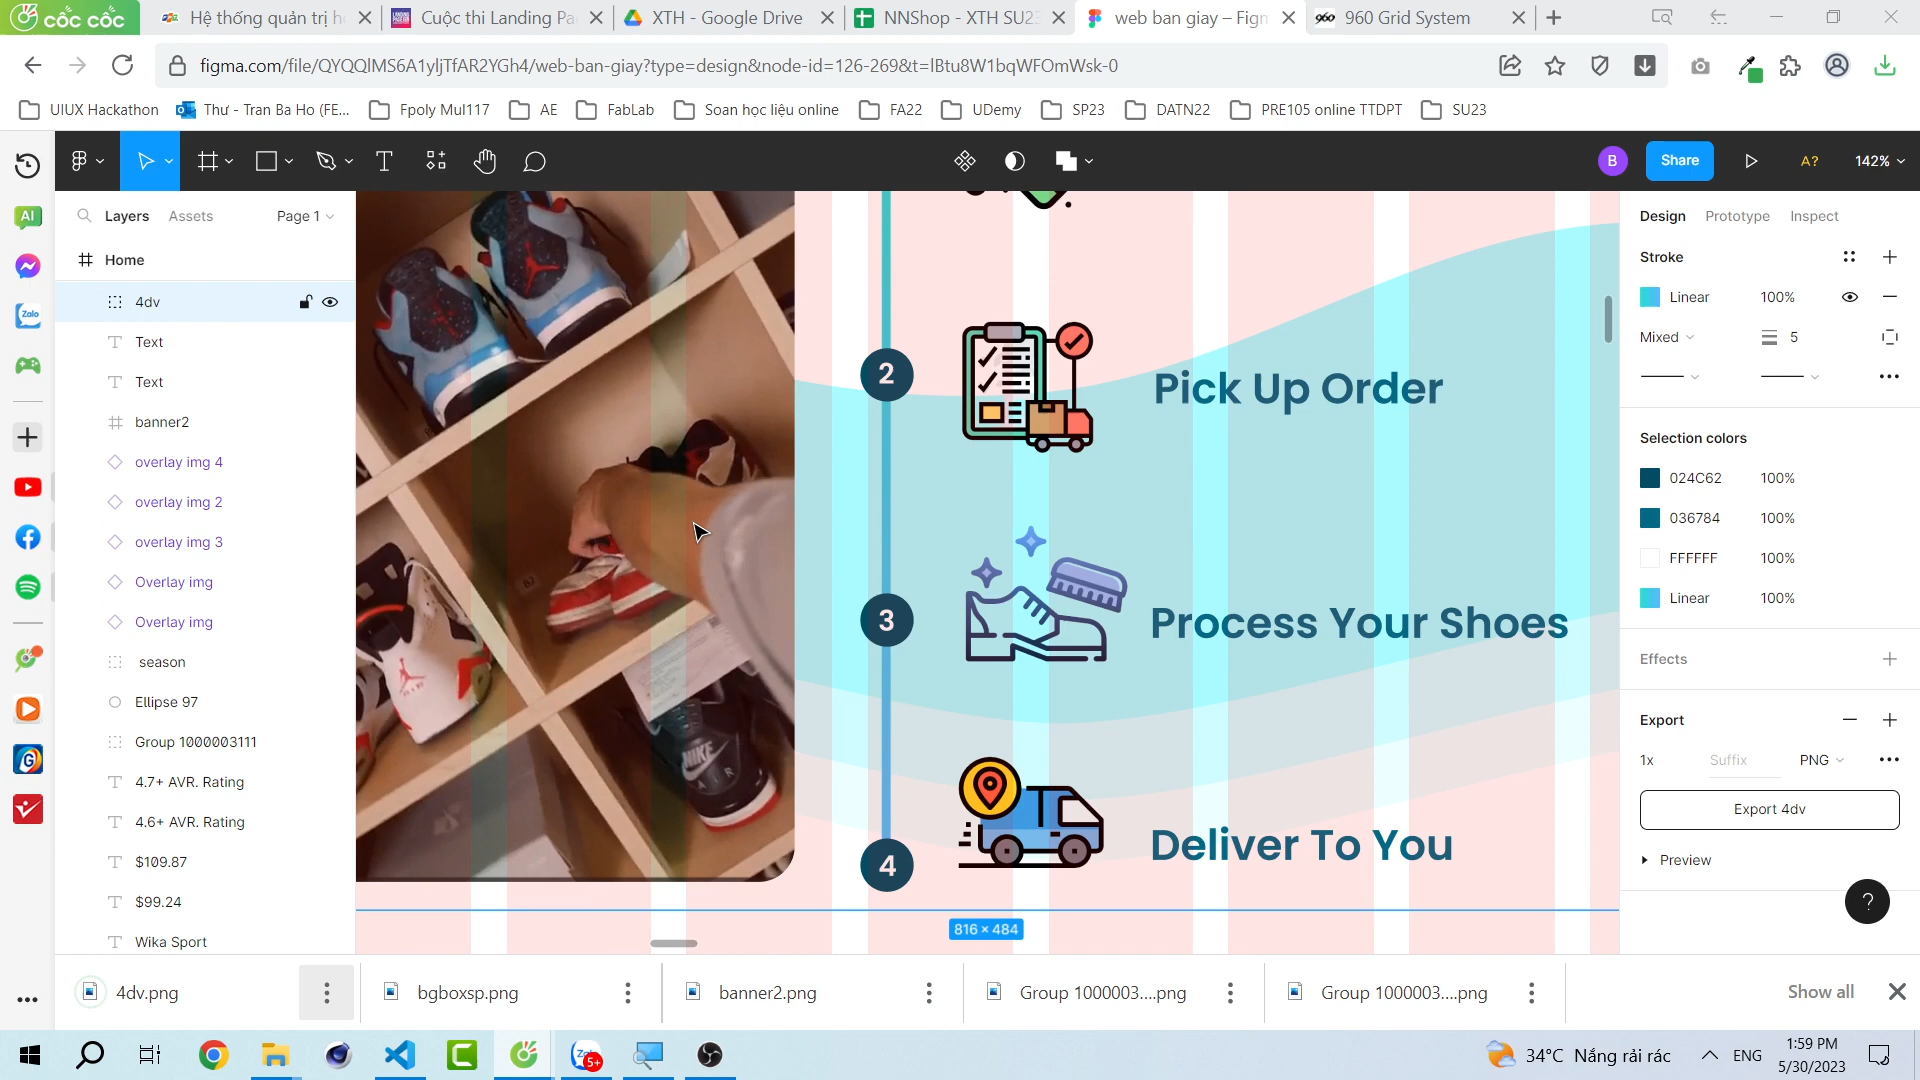 cốc cốc
Hệ thống quản trị h
Cuộc thi Landing Pa
XTH - Google Drive
NNShop - XTH SU23
web ban giay – Figm
960
960 Grid System
figma.com/file/QYQQlMS6A1yljTfAR2YGh4/web-ban-giay?type=design&node-id=126-269&t=lBtu8W1bqWFOmWsk-0
UIUX Hackathon
Thư - Tran Ba Ho (FE...
Fpoly Mul117
AE
FabLab
Soan học liệu online
FA22
UDemy
SP23
DATN22
PRE105 online TTDPT
SU23
B
Share
A?
142%
AI
Zalo
Layers
Assets
Page 1
Home
4dv
Text
Text
banner2
overlay img 4
overlay img 2
overlay img 3
Overlay img
Overlay img
season
Ellipse 97
Group 1000003111
4.7+ AVR. Rating
4.6+ AVR. Rating
$109.87
$99.24
Wika Sport
2
Pick Up Order
3
Process Your Shoes
4
Deliver To You
NIKE
816 × 484
Design
Prototype
Inspect
Stroke
Linear
100%
Mixed
5
Selection colors
024C62
100%
036784
100%
FFFFFF
100%
Linear
100%
Effects
Export
1x
Suffix
PNG
Export 4dv
Preview
?
4dv.png
bgboxsp.png
banner2.png
Group 1000003....png
Group 1000003....png
Show all
5+
34°C Nắng rải rác
ENG
1:59 PM
5/30/2023